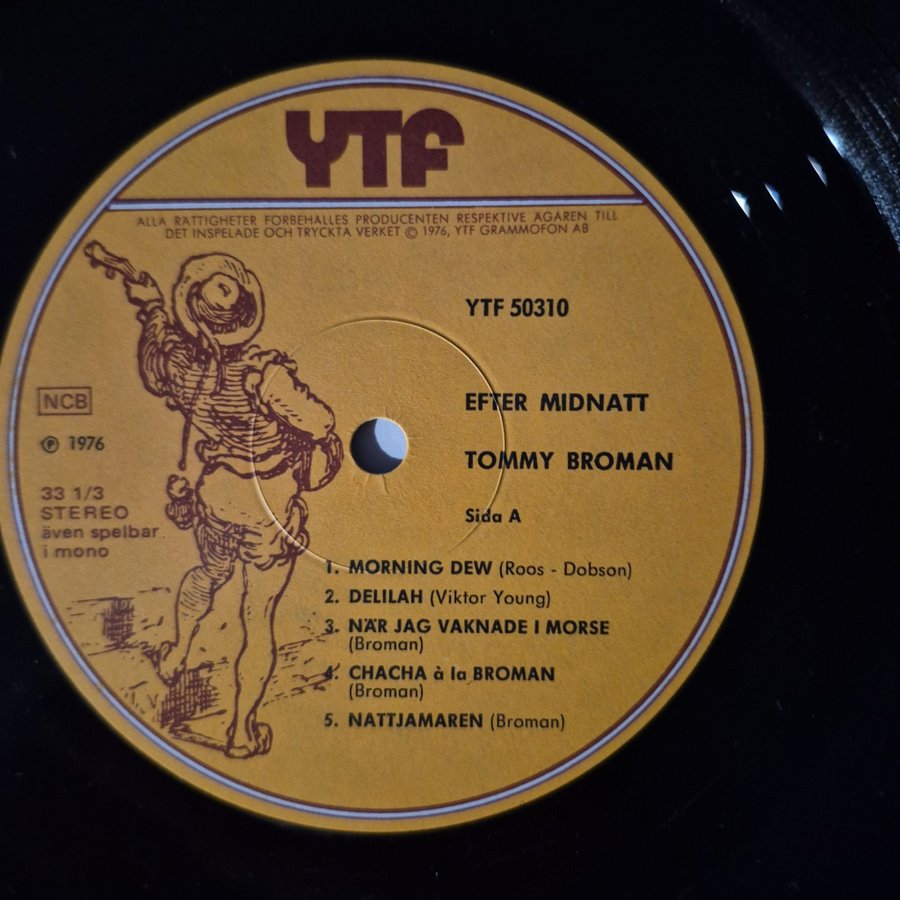 YTF
ALLA RÄTTIGHETER FÖRBEHÅLLES PRODUCENTEN RESPEKTIVE ÄGAREN TILL
DET INSPELADE OCH TRYCKTA VERKET © 1976, YTF GRAMMOFON AB
YTF 50310
NCB
EFTER MIDNATT
℗ 1976
TOMMY BROMAN
33 1/3
STEREO
även spelbar
i mono
Sida A
1. MORNING DEW (Roos - Dobson)
2. DELILAH (Viktor Young)
3. NÄR JAG VAKNADE I MORSE
(Broman)
4. CHACHA à la BROMAN
(Broman)
5. NATTJAMAREN (Broman)